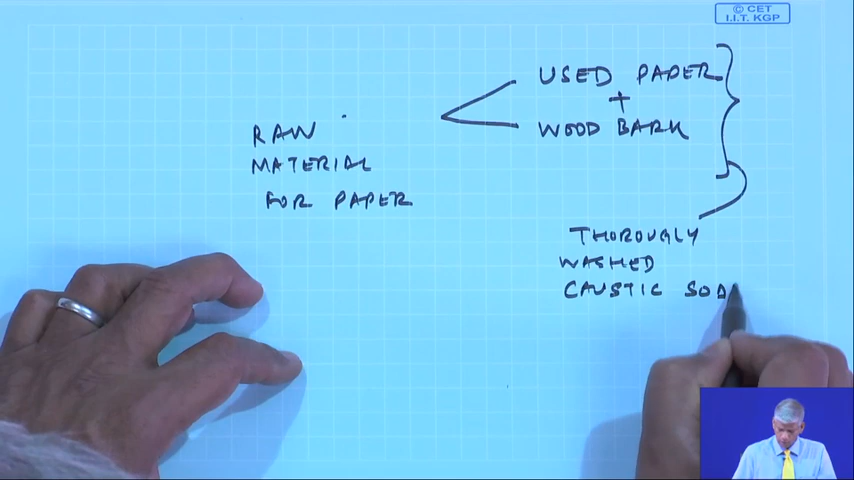 © CET
I.I.T. KGP
USED PAPER
+
WOOD BARK
RAW
MATERIAL
FOR PAPER
THOROUGLY
WASHED
CAUSTIC SODA